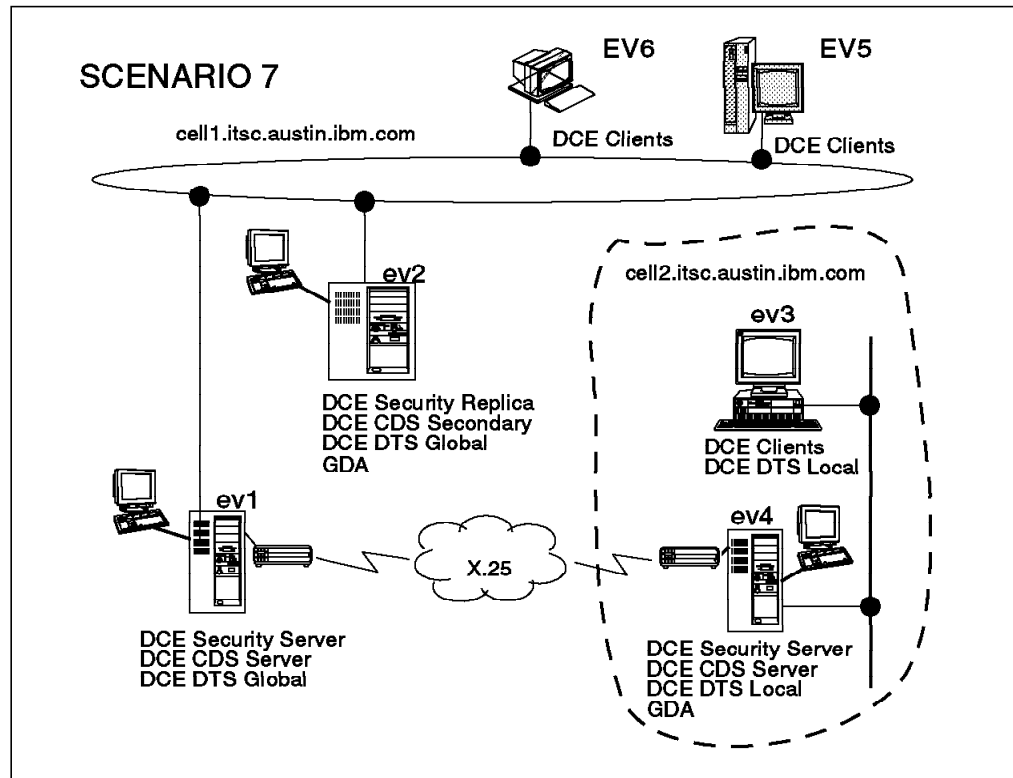 SCENARIO 7
EV6
EV5
cell1.itsc.austin.ibm.com
DCE Clients
DCE Clients
ev2
DCE Security Replica
DCE CDS Secondary
DCE DTS Global
GDA
cell2.itsc.austin.ibm.com
ev3
DCE Clients
DCE DTS Local
ev1
DCE Security Server
DCE CDS Server
DCE DTS Global
X.25
ev4
DCE Security Server
DCE CDS Server
DCE DTS Local
GDA